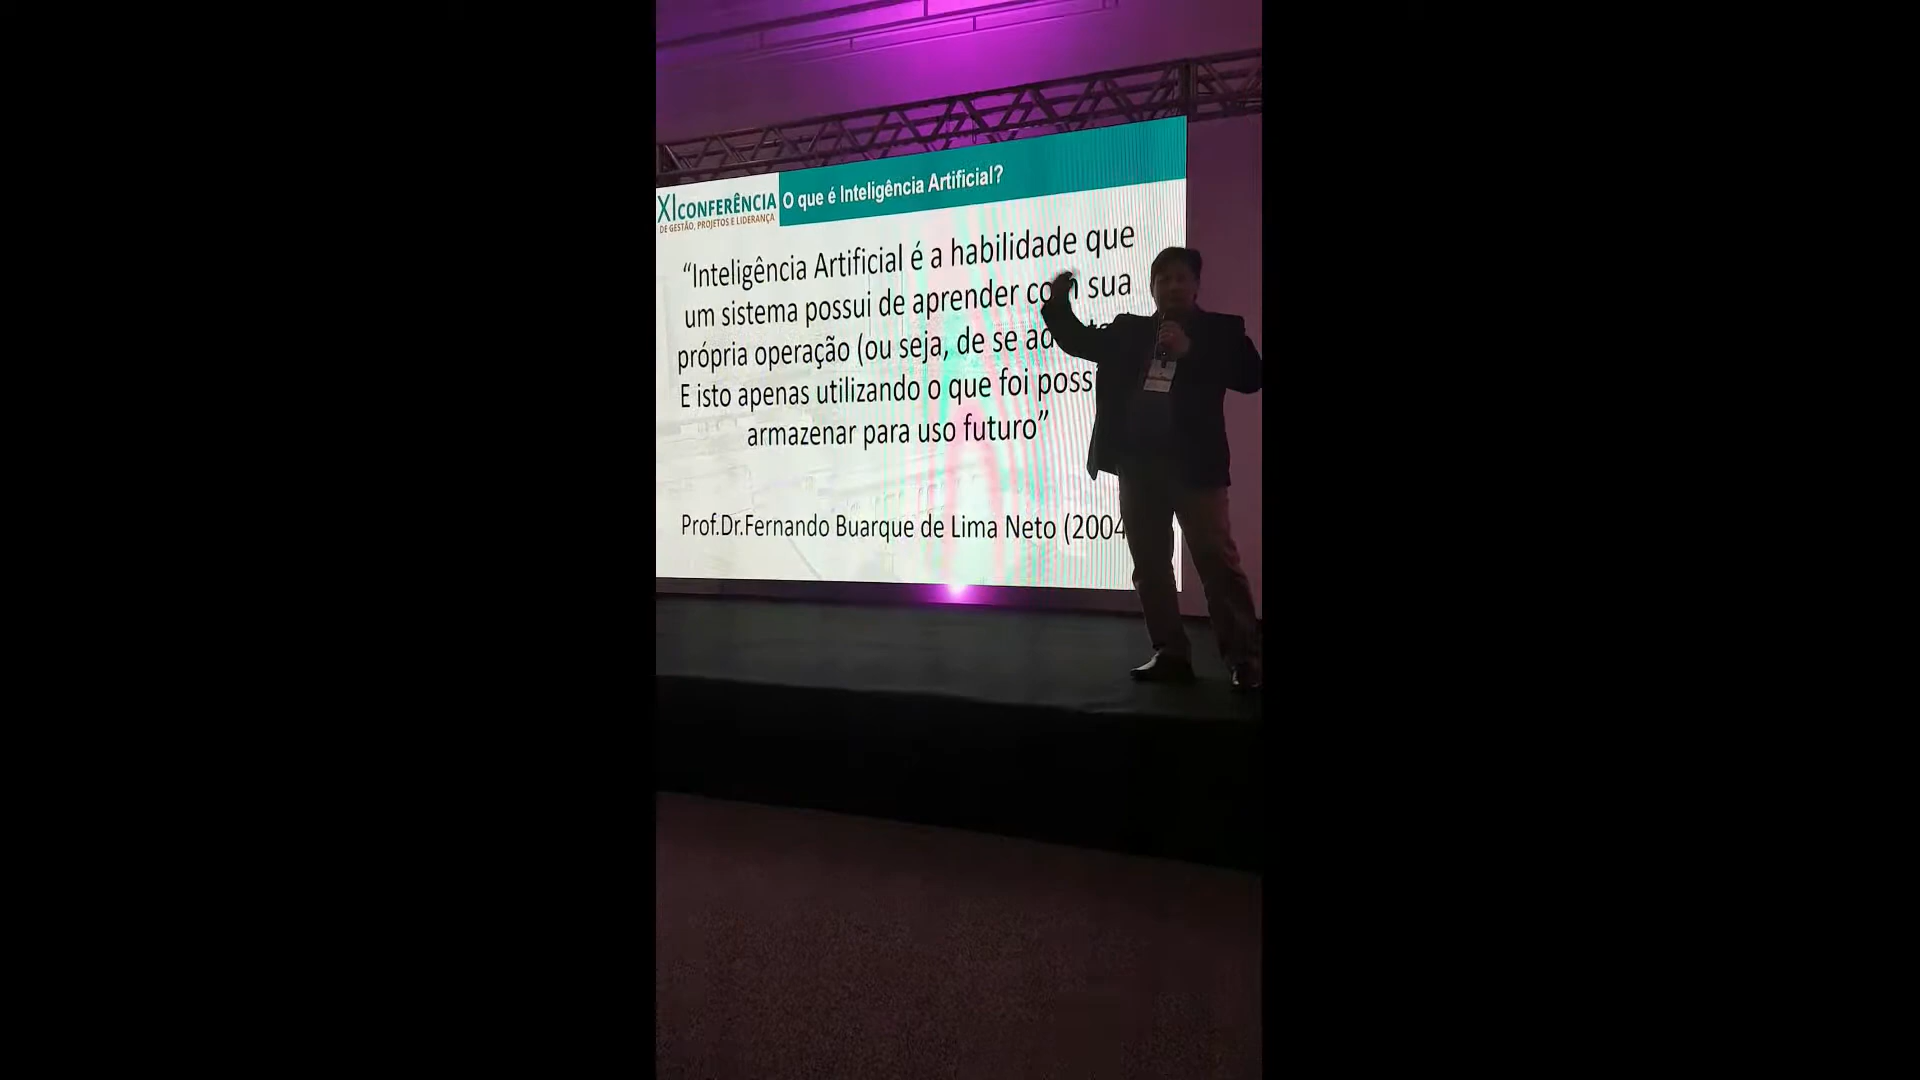 XI CONFERÊNCIA
DE GESTÃO, PROJETOS E LIDERANÇA
O que é Inteligência Artificial?
“Inteligência Artificial é a habilidade que
um sistema possui de aprender com sua
própria operação (ou seja, de se
E isto apenas utilizando o que foi
armazenar para uso futuro”
Prof.Dr.Fernando Buarque de Lima Neto (2004